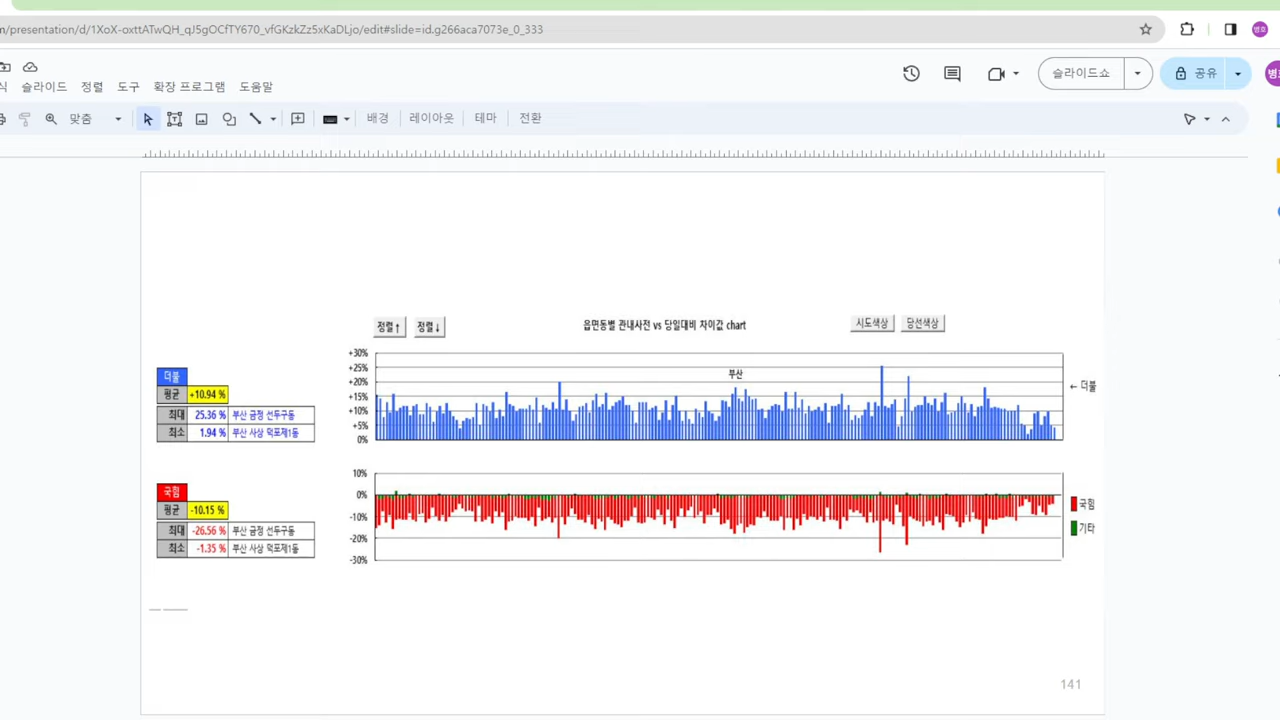 m/presentation/d/1XoX-oxttATwQH_qJ5gOCfTY670_vfGKzkZz5xKaDLjo/edit#slide=id.g266aca7073e_0_333
병호
식 슬라이드 정렬 도구 확장 프로그램 도움말
슬라이드쇼
공유
맞춤
배경 레이아웃 테마 전환
정렬↑ 정렬↓ 읍면동별 관내사전 vs 당일대비 차이값 chart 시도색상 당선색상
더불
평균 +10.94 %
최대 25.36 % 부산 금정 선두구동
최소 1.94 % 부산 사상 덕포제1동
+30%
+25%
+20%
+15%
+10%
+5%
0%
부산
← 더불
국힘
평균 -10.15 %
최대 -26.56 % 부산 금정 선두구동
최소 -1.35 % 부산 사상 덕포제1동
10%
0%
-10%
-20%
-30%
국힘
기타
141